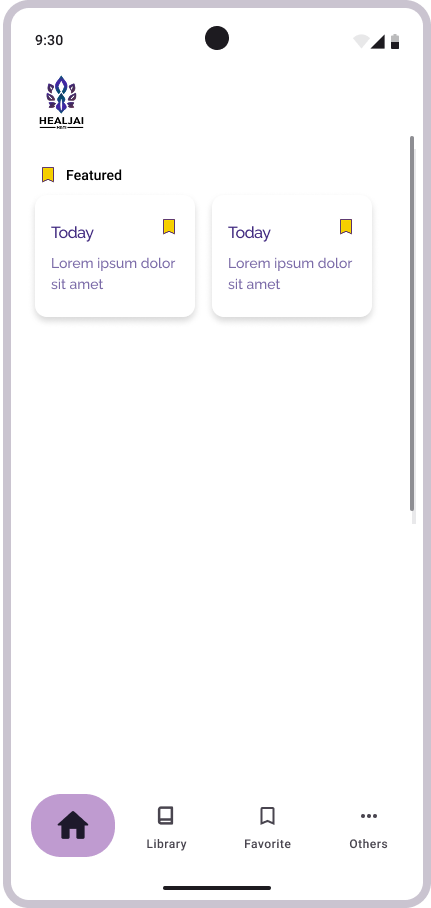 9:30
HEALJAI
Featured
Today
Lorem ipsum dolor
sit amet
Today
Lorem ipsum dolor
sit amet
Library
Favorite
Others